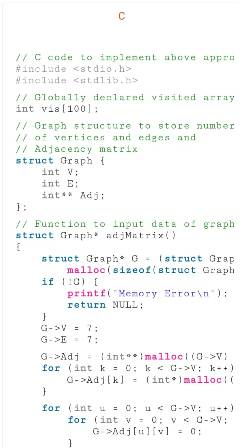 C
// C code to implement above appro
#include <stdio.h>
#include <stdlib.h>
// Globally declared visited array
int vis[100];
// Graph structure to store number
// of vertices and edges and
// Adjacency matrix
struct Graph {
int V;
int E;
int** Adj;
};
// Function to input data of graph
struct Graph* adjMatrix()
{
struct Graph* G = (struct Grap
malloc(sizeof(struct Graph
if (!G) {
printf("Memory Error\n");
return NULL;
}
G->V = 7;
G->E = 7;
G->Adj = (int**)malloc((G->V)
for (int k = 0; k < G->V; k++)
G->Adj[k] = (int*)malloc((
}
for (int u = 0; u < G->V; u++)
for (int v = 0; v < G->V;
G->Adj[u][v] = 0;
}